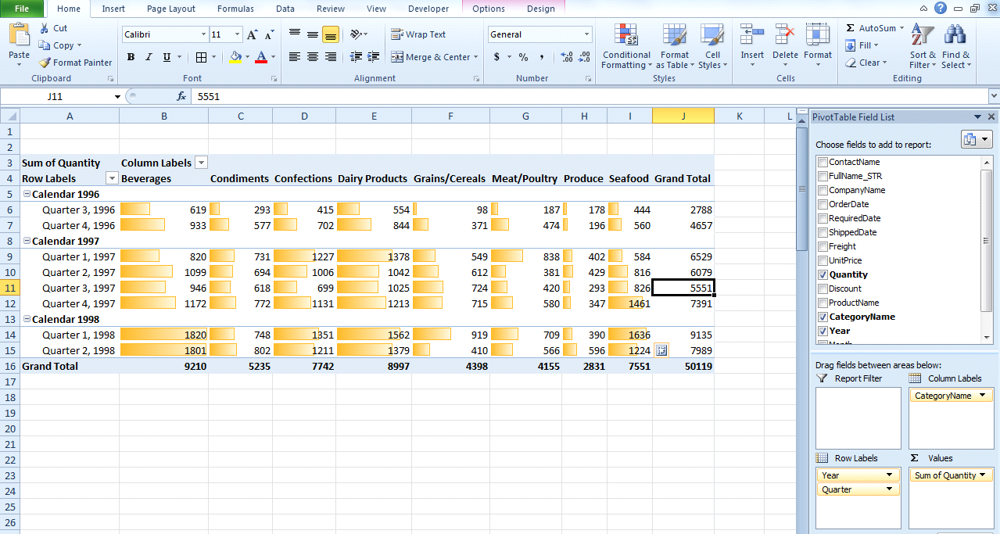 File Home Insert Page Layout Formulas Data Review View Developer Options Design
Paste Cut Copy Format Painter
Calibri 11 B I U
Wrap Text
Merge & Center
General
$ % ,
Conditional Formatting Format as Table Cell Styles
Insert Delete Format
Σ AutoSum Fill Clear
Sort & Filter Find & Select
Clipboard Font Alignment Number Styles Cells Editing
J11 fx 5551
A B C D E F G H I J K L
1
2
3 Sum of Quantity Column Labels
4 Row Labels Beverages Condiments Confections Dairy Products Grains/Cereals Meat/Poultry Produce Seafood Grand Total
5 Calendar 1996
6 Quarter 3, 1996 619 293 415 554 98 187 178 444 2788
7 Quarter 4, 1996 933 577 702 844 371 474 196 560 4657
8 Calendar 1997
9 Quarter 1, 1997 820 731 1227 1378 549 838 402 584 6529
10 Quarter 2, 1997 1099 694 1006 1042 612 381 429 816 6079
11 Quarter 3, 1997 946 618 699 1025 724 420 293 826 5551
12 Quarter 4, 1997 1172 772 1131 1213 715 580 347 1461 7391
13 Calendar 1998
14 Quarter 1, 1998 1820 748 1351 1562 919 709 390 1636 9135
15 Quarter 2, 1998 1801 802 1211 1379 410 566 596 1224 7989
16 Grand Total 9210 5235 7742 8997 4398 4155 2831 7551 50119
17
18
19
20
21
22
23
24
25
26
PivotTable Field List
Choose fields to add to report:
ContactName
FullName_STR
CompanyName
OrderDate
RequiredDate
ShippedDate
Freight
UnitPrice
Quantity
Discount
ProductName
CategoryName
Year
Drag fields between areas below:
Report Filter Column Labels
CategoryName
Row Labels Σ Values
Year Sum of Quantity
Quarter